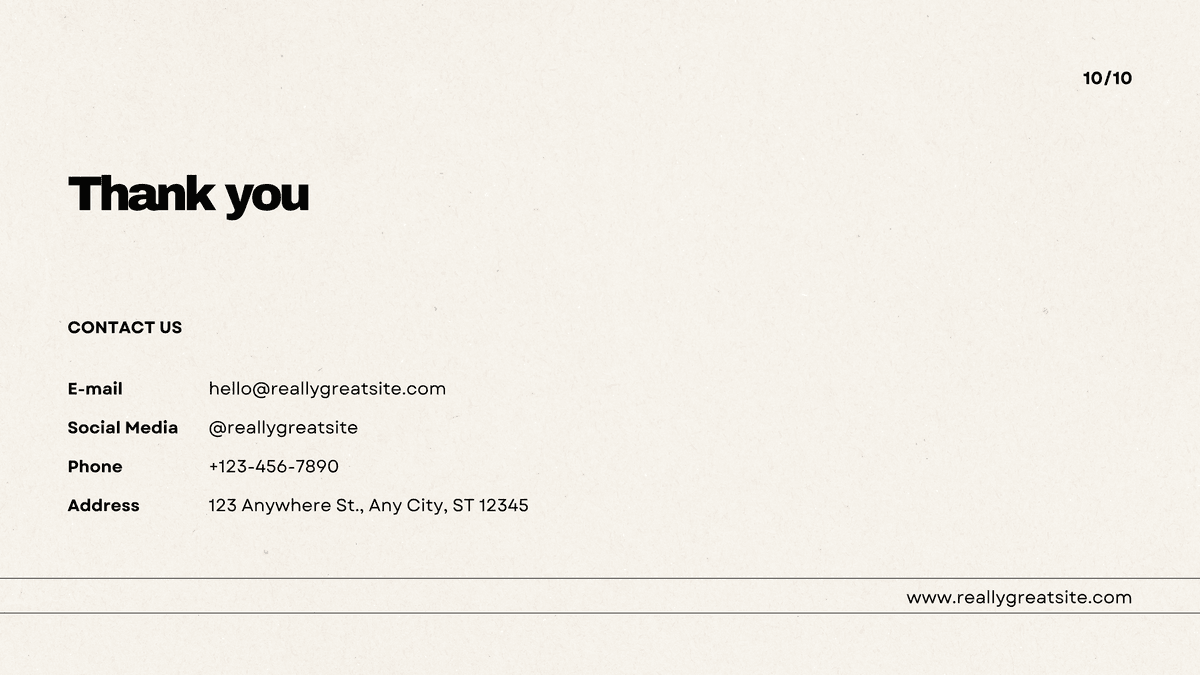 10/10
Thank you
CONTACT US
E-mail hello@reallygreatsite.com
Social Media @reallygreatsite
Phone +123-456-7890
Address 123 Anywhere St., Any City, ST 12345
www.reallygreatsite.com